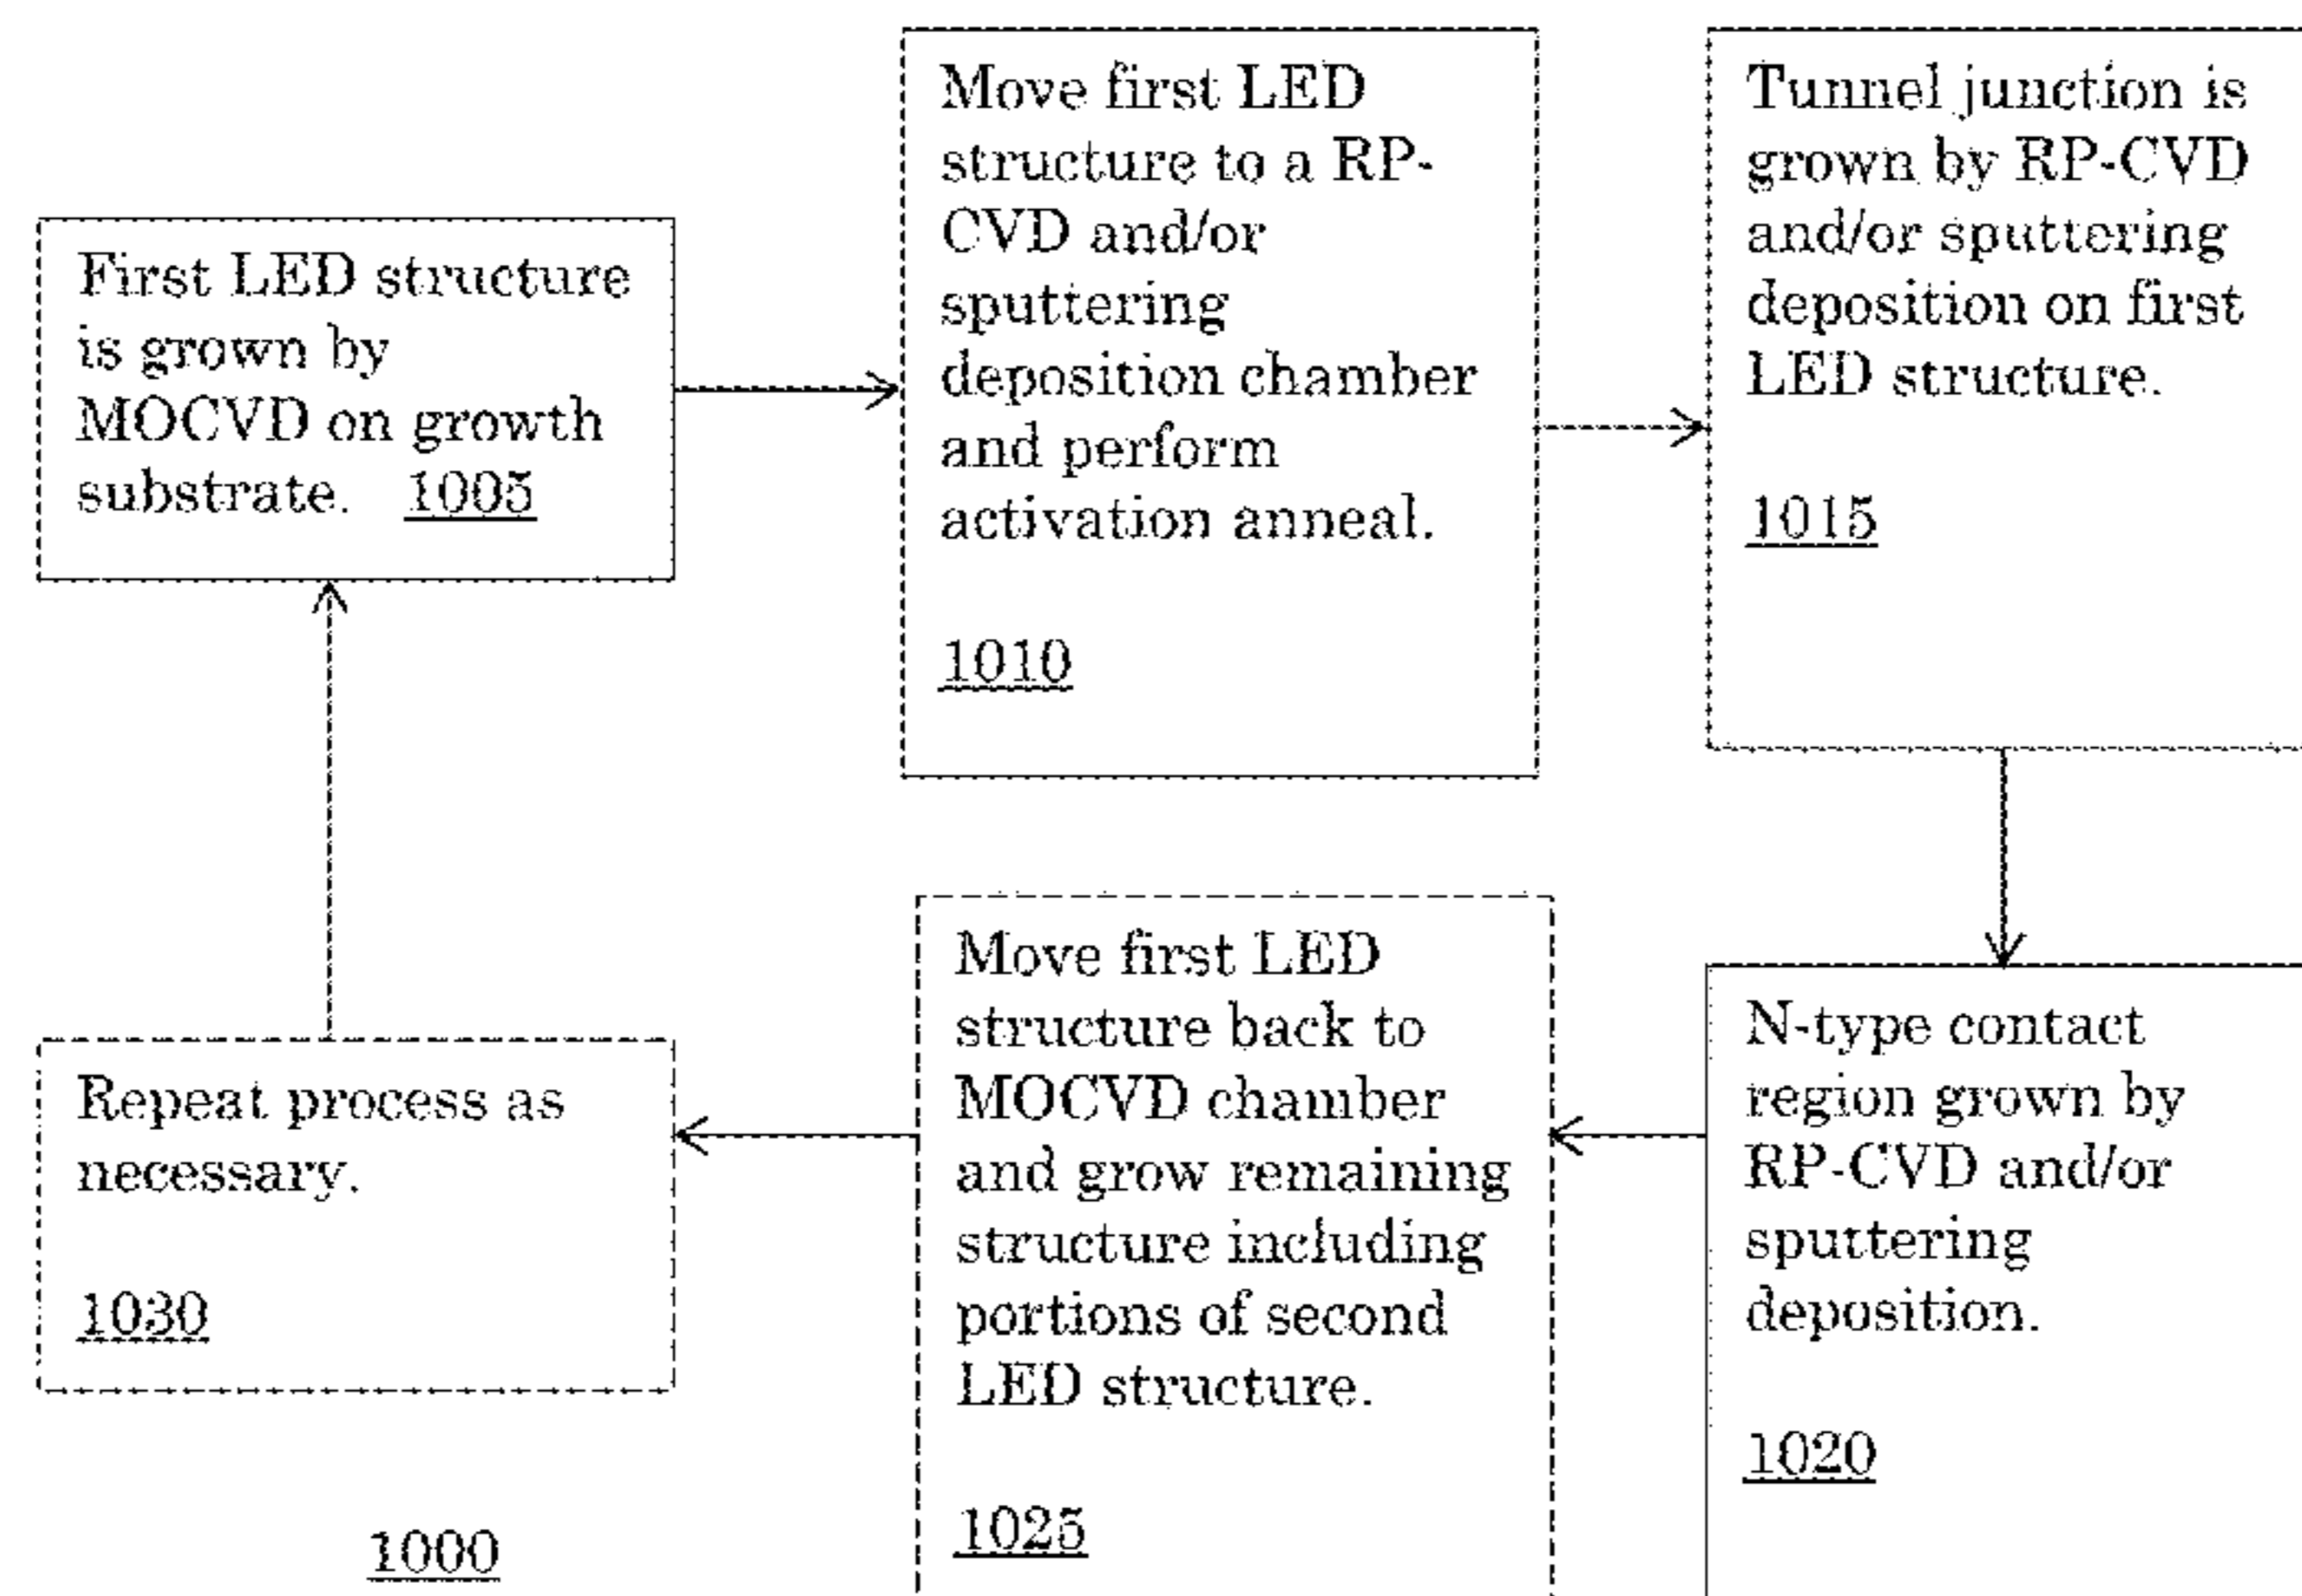 First LED structure
is grown by
MOCVD on growth
substrate. 1005
Move first LED
structure to a RP-
CVD and/or
sputtering
deposition chamber
and perform
activation anneal.
1010
Tunnel junction is
grown by RP-CVD
and/or sputtering
deposition on first
LED structure.
1015
N-type contact
region grown by
RP-CVD and/or
sputtering
deposition.
1020
Move first LED
structure back to
MOCVD chamber
and grow remaining
structure including
portions of second
LED structure.
1025
Repeat process as
necessary.
1030
1000